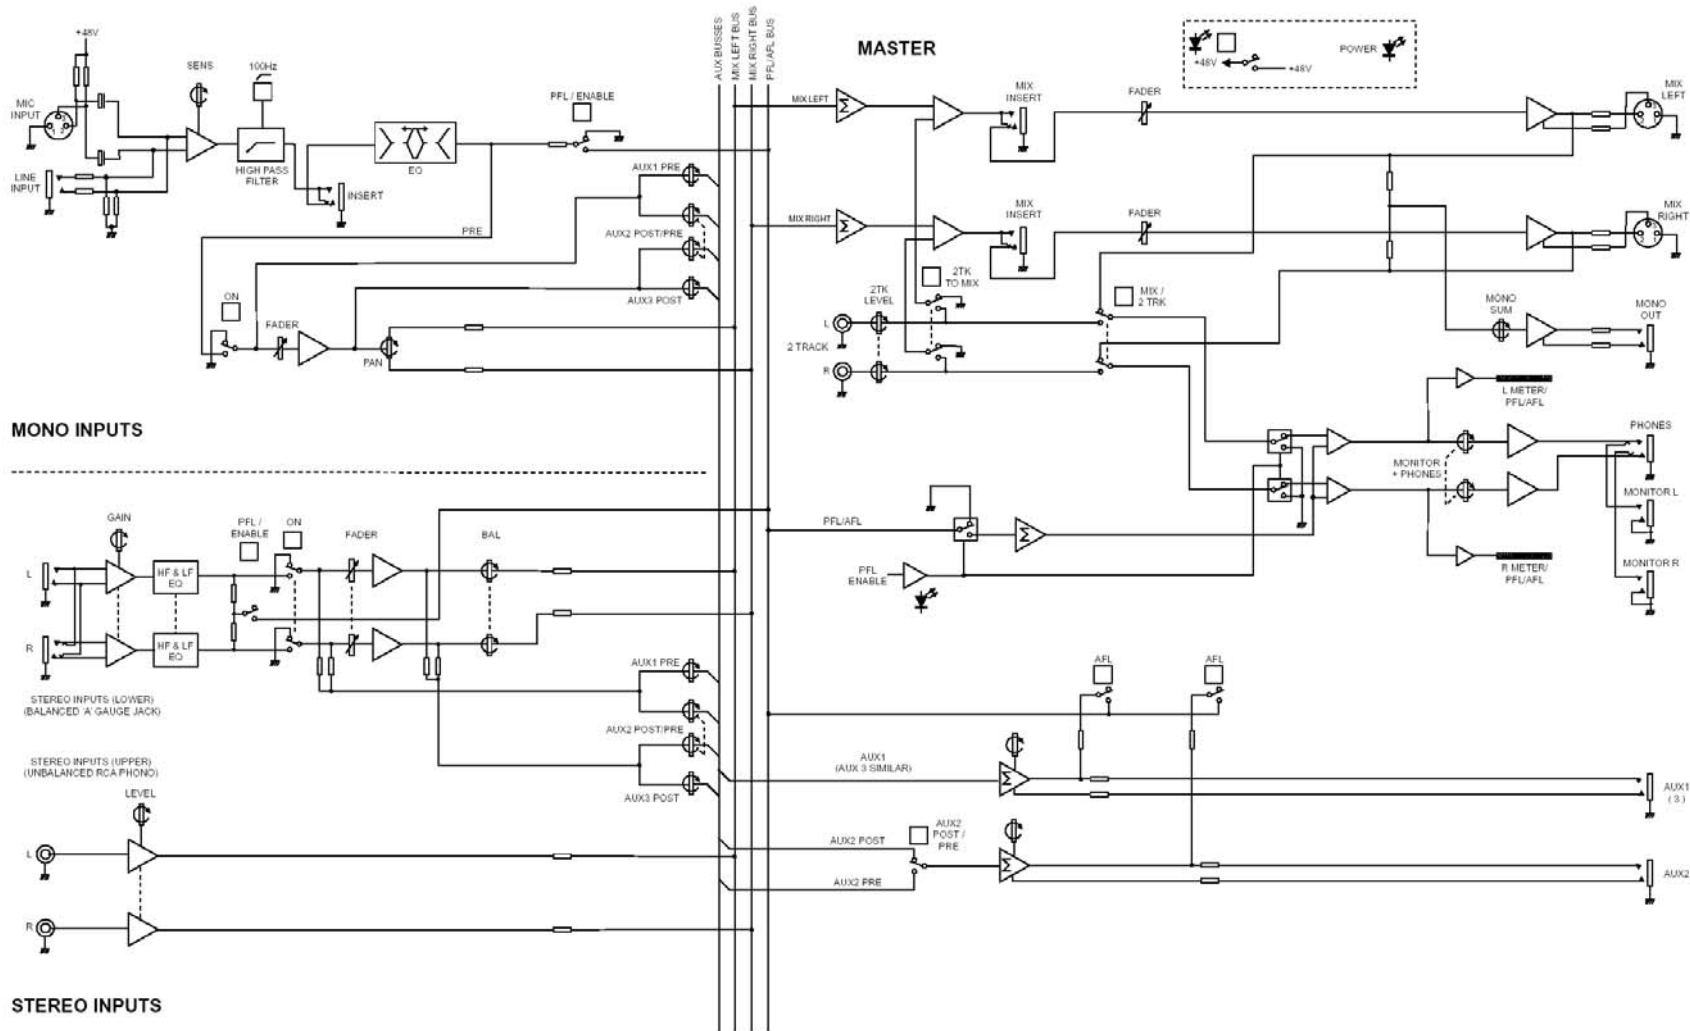 AUX BUSSES
MIX LEFT BUS
MIX RIGHT BUS
PFL/AFL BUS
MASTER
+48V
+48V
POWER
+48V
SENS
100Hz
MIC
INPUT
1
2
3
LINE
INPUT
HIGH PASS
FILTER
INSERT
EQ
PFL / ENABLE
AUX1 PRE
AUX2 POST/PRE
AUX3 POST
PRE
ON
FADER
PAN
MONO INPUTS
MIX LEFT
MIX
INSERT
FADER
MIX
LEFT
MIX RIGHT
MIX
INSERT
FADER
MIX
RIGHT
2TK
TO MIX
2TK
LEVEL
MIX /
2 TRK
L
2 TRACK
R
MONO
SUM
MONO
OUT
L METER/
PFL/AFL
PHONES
MONITOR
+ PHONES
MONITOR L
R METER/
PFL/AFL
MONITOR R
PFL/AFL
PFL
ENABLE
GAIN
PFL /
ENABLE
ON
FADER
BAL
L
HF & LF
EQ
R
HF & LF
EQ
STEREO INPUTS (LOWER)
(BALANCED 'A' GAUGE JACK)
AUX1 PRE
AUX2 POST/PRE
AUX3 POST
STEREO INPUTS (UPPER)
(UNBALANCED RCA PHONO)
LEVEL
L
R
STEREO INPUTS
AFL
AFL
AUX1
(AUX 3 SIMILAR)
AUX1
( 3 )
AUX2 POST
AUX2
POST /
PRE
AUX2 PRE
AUX2